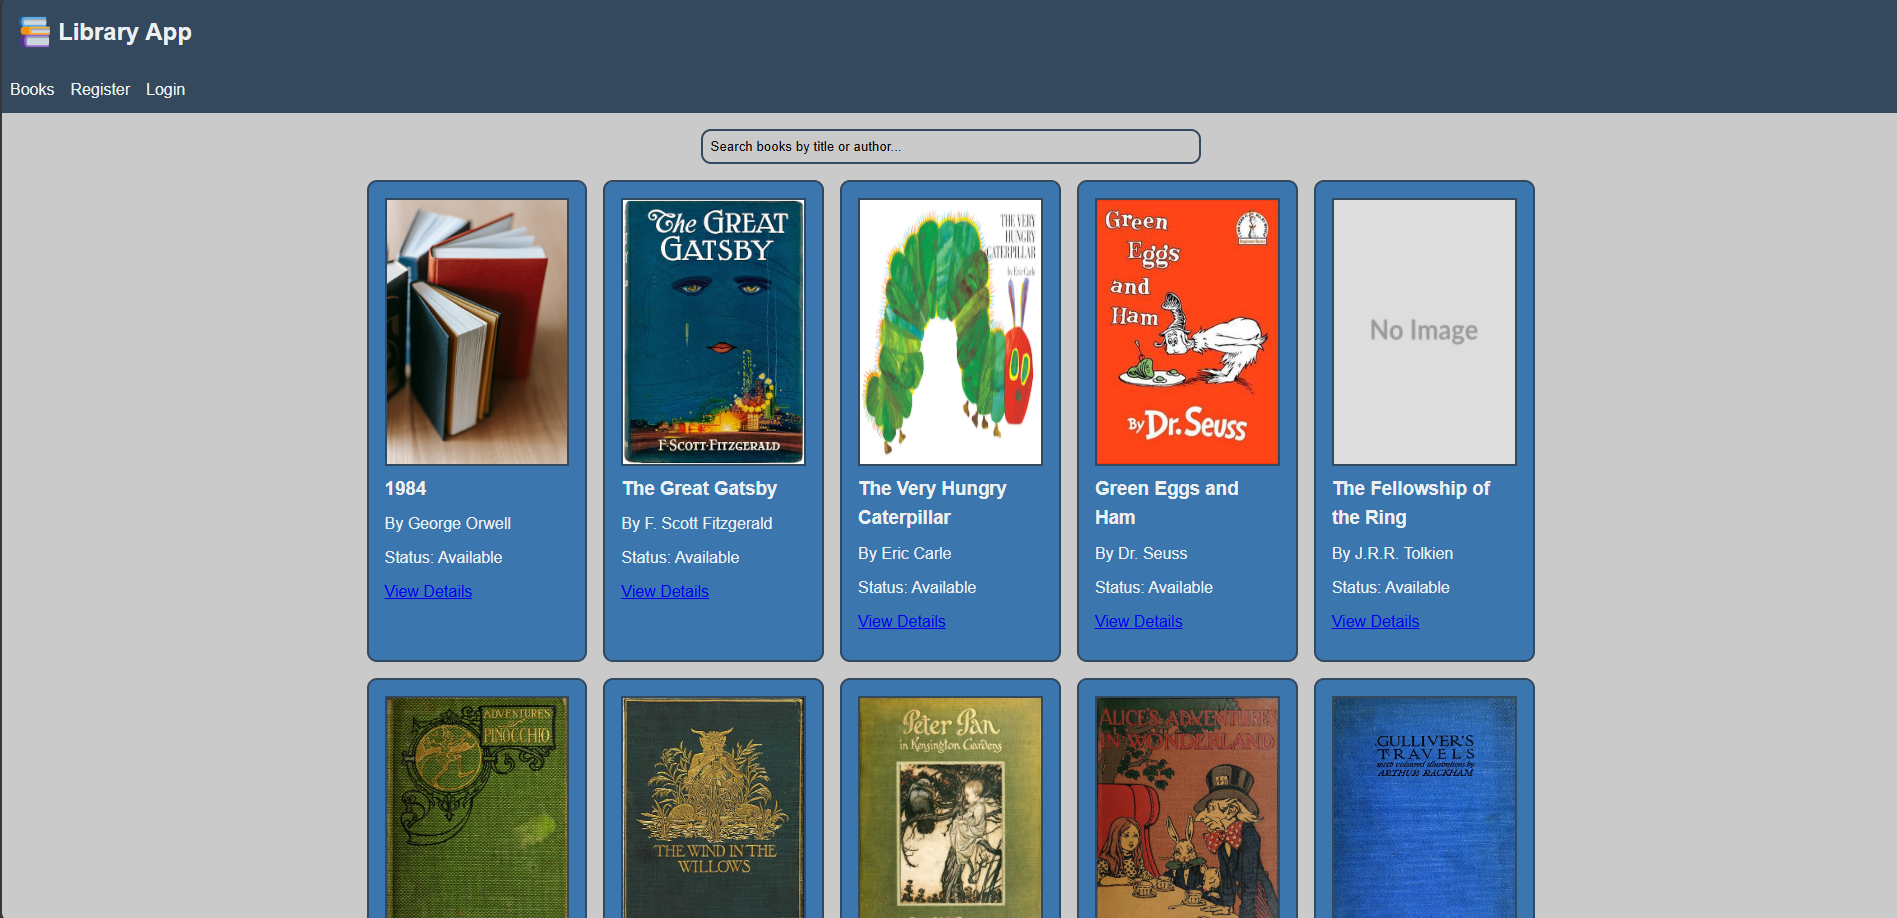 Library App
Books Register Login
Search books by title or author...
The GREAT
GATSBY
F·SCOTT·FITZGERALD
THE VERY
HUNGRY
CATERPILLAR
by Eric Carle
Green
Eggs
and
Ham
By Dr. Seuss
No Image
1984
By George Orwell
Status: Available
View Details
The Great Gatsby
By F. Scott Fitzgerald
Status: Available
View Details
The Very Hungry
Caterpillar
By Eric Carle
Status: Available
View Details
Green Eggs and
Ham
By Dr. Seuss
Status: Available
View Details
The Fellowship of
the Ring
By J.R.R. Tolkien
Status: Available
View Details
ADVENTURES
of
PINOCCHIO
THE WIND IN THE
WILLOWS
Peter Pan
in Kensington Gardens
ALICE'S ADVENTURES
IN WONDERLAND
GULLIVER'S
TRAVELS
with coloured illustrations by
ARTHUR RACKHAM